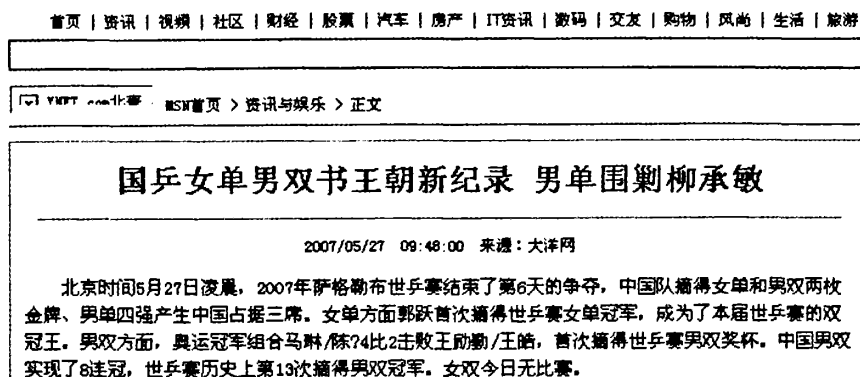 首页 | 资讯 | 视频 | 社区 | 财经 | 股票 | 汽车 | 房产 | IT资讯 | 数码 | 交友 | 购物 | 风尚 | 生活 | 旅游
MSN首页 > 资讯与娱乐 > 正文
国乒女单男双书王朝新纪录 男单围剿柳承敏
2007/05/27 09:48:00 来源：大洋网
北京时间5月27日凌晨，2007年萨格勒布世乒赛结束了第6天的争夺，中国队摘得女单和男双两枚
金牌、男单四强产生中国占据三席。女单方面郭跃首次摘得世乒赛女单冠军，成为了本届世乒赛的双
冠王。男双方面，奥运冠军组合马琳/陈?4比2击败王励勤/王皓，首次摘得世乒赛男双奖杯。中国男双
实现了8连冠，世乒赛历史上第13次摘得男双冠军。女双今日无比赛。